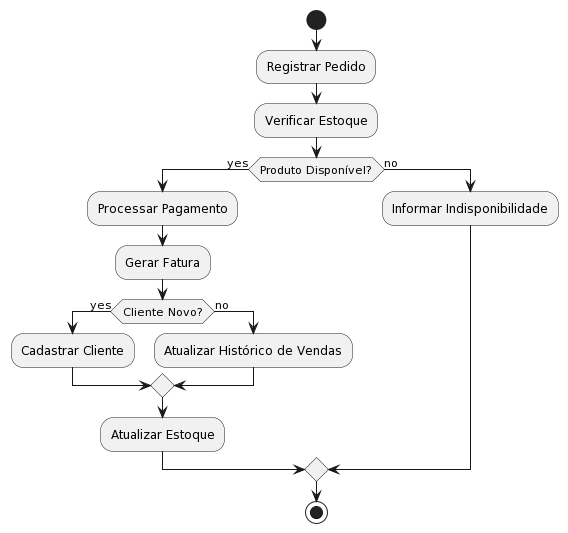 Registrar Pedido
Verificar Estoque
yes
Produto Disponível?
no
Processar Pagamento
Informar Indisponibilidade
Gerar Fatura
yes
Cliente Novo?
no
Cadastrar Cliente
Atualizar Histórico de Vendas
Atualizar Estoque